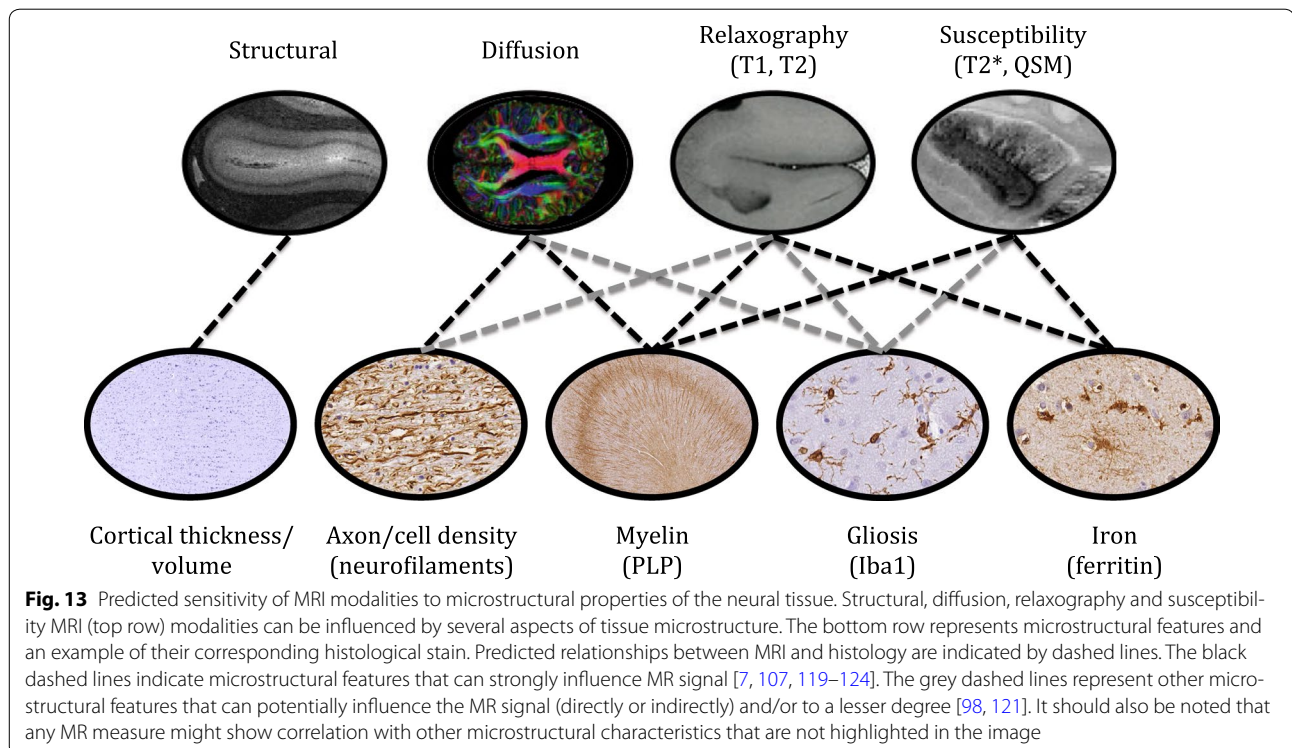 Structural
Diffusion
Relaxography
(T1, T2)
Susceptibility
(T2*, QSM)
Cortical thickness/
volume
Axon/cell density
(neurofilaments)
Myelin
(PLP)
Gliosis
(Iba1)
Iron
(ferritin)
Fig. 13 Predicted sensitivity of MRI modalities to microstructural properties of the neural tissue. Structural, diffusion, relaxography and susceptibil-
ity MRI (top row) modalities can be influenced by several aspects of tissue microstructure. The bottom row represents microstructural features and
an example of their corresponding histological stain. Predicted relationships between MRI and histology are indicated by dashed lines. The black
dashed lines indicate microstructural features that can strongly influence MR signal [7, 107, 119–124]. The grey dashed lines represent other micro-
structural features that can potentially influence the MR signal (directly or indirectly) and/or to a lesser degree [98, 121]. It should also be noted that
any MR measure might show correlation with other microstructural characteristics that are not highlighted in the image